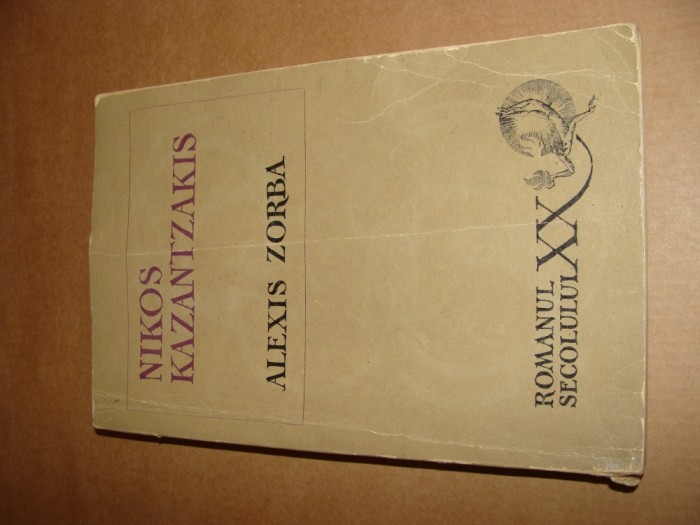 NIKOS
KAZANTZAKIS
ALEXIS ZORBA
ROMANUL
SECOLULUI XX